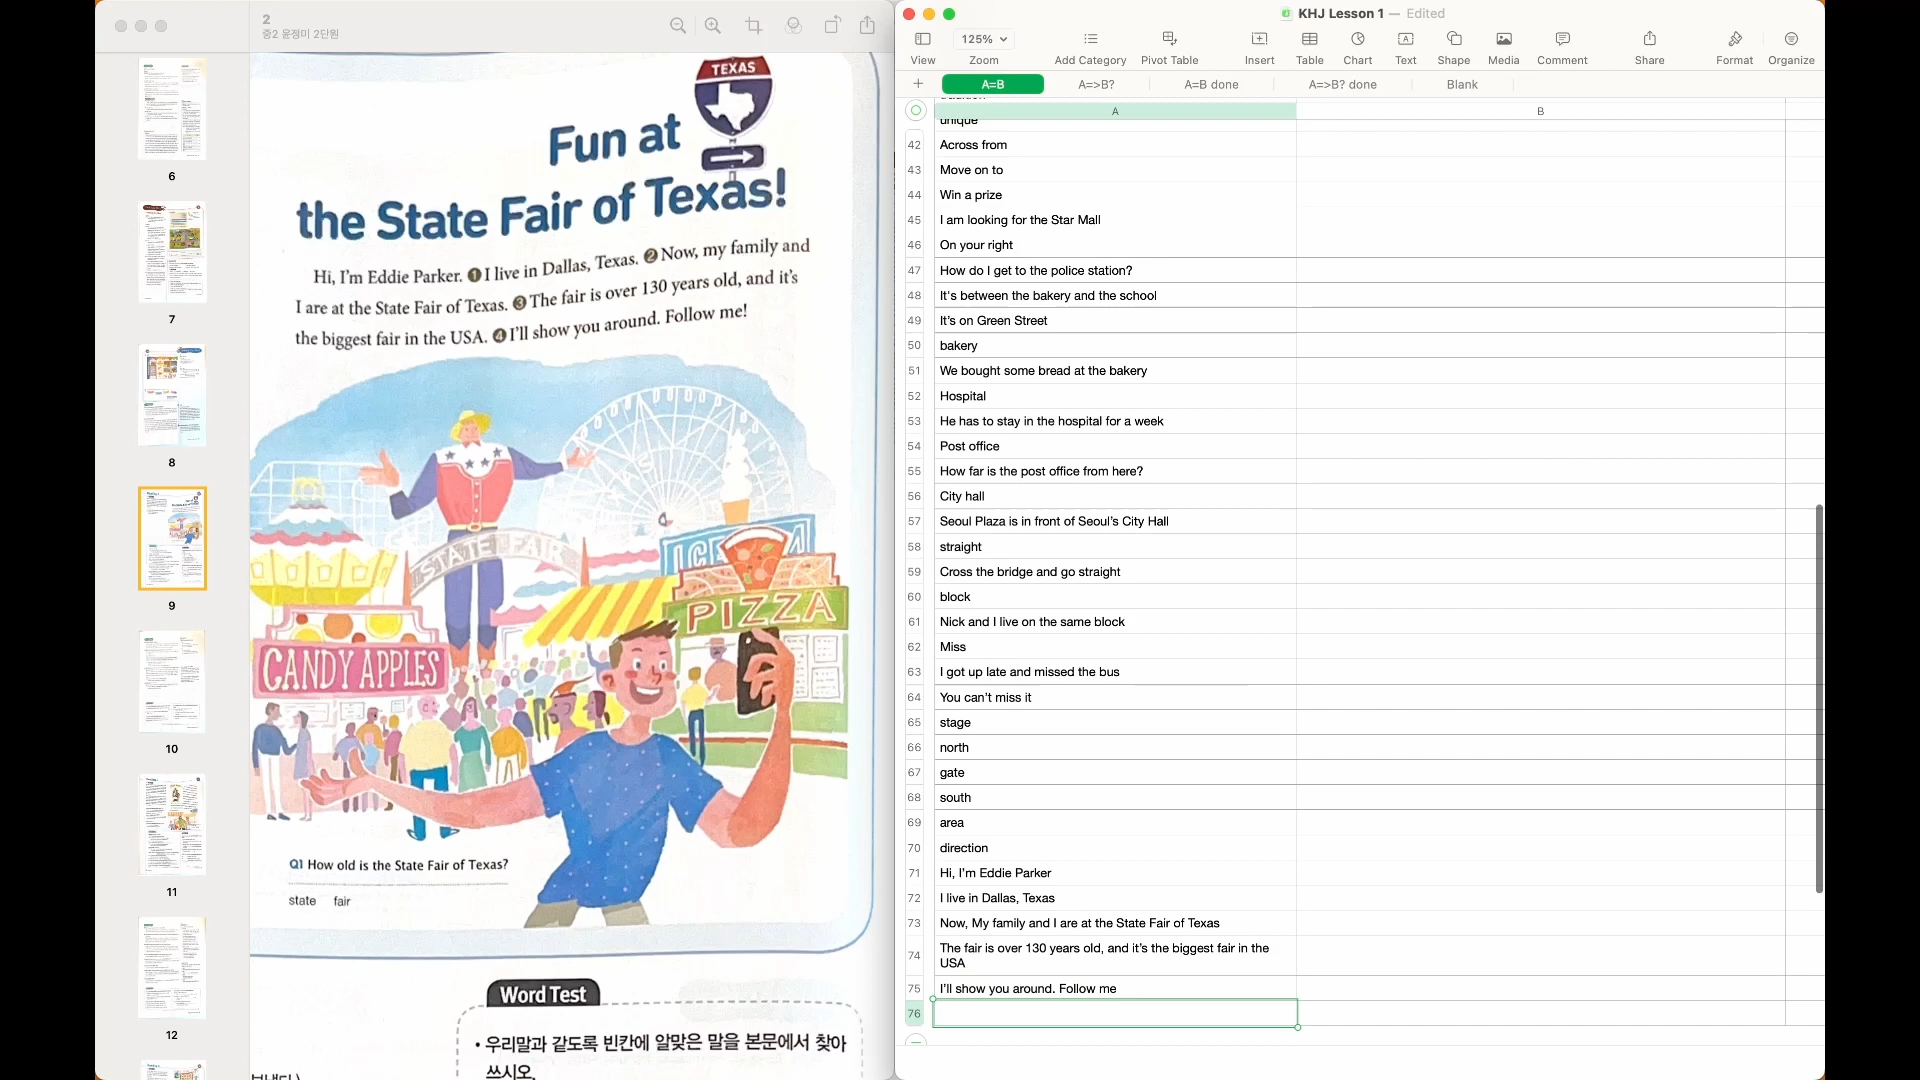 2
중2 윤정미 2단원
6
7
8
9
10
11
12
TEXAS
Fun at
the State Fair of Texas!
Hi, I'm Eddie Parker. ❶ I live in Dallas, Texas. ❷ Now, my family and
I are at the State Fair of Texas. ❸ The fair is over 130 years old, and it's
the biggest fair in the USA. ❹ I'll show you around. Follow me!
STATE FAIR
PIZZA
CANDY APPLES
Q1 How old is the State Fair of Texas?
state fair
Word Test
• 우리말과 같도록 빈칸에 알맞은 말을 본문에서 찾아
쓰시오.
KHJ Lesson 1 — Edited
125%
View Zoom Add Category Pivot Table Insert Table Chart Text Shape Media Comment Share Format Organize
A=B A=>B? A=B done A=>B? done Blank
A B
unique
42 Across from
43 Move on to
44 Win a prize
45 I am looking for the Star Mall
46 On your right
47 How do I get to the police station?
48 It's between the bakery and the school
49 It's on Green Street
50 bakery
51 We bought some bread at the bakery
52 Hospital
53 He has to stay in the hospital for a week
54 Post office
55 How far is the post office from here?
56 City hall
57 Seoul Plaza is in front of Seoul's City Hall
58 straight
59 Cross the bridge and go straight
60 block
61 Nick and I live on the same block
62 Miss
63 I got up late and missed the bus
64 You can't miss it
65 stage
66 north
67 gate
68 south
69 area
70 direction
71 Hi, I'm Eddie Parker
72 I live in Dallas, Texas
73 Now, My family and I are at the State Fair of Texas
74 The fair is over 130 years old, and it's the biggest fair in the
USA
75 I'll show you around. Follow me
76